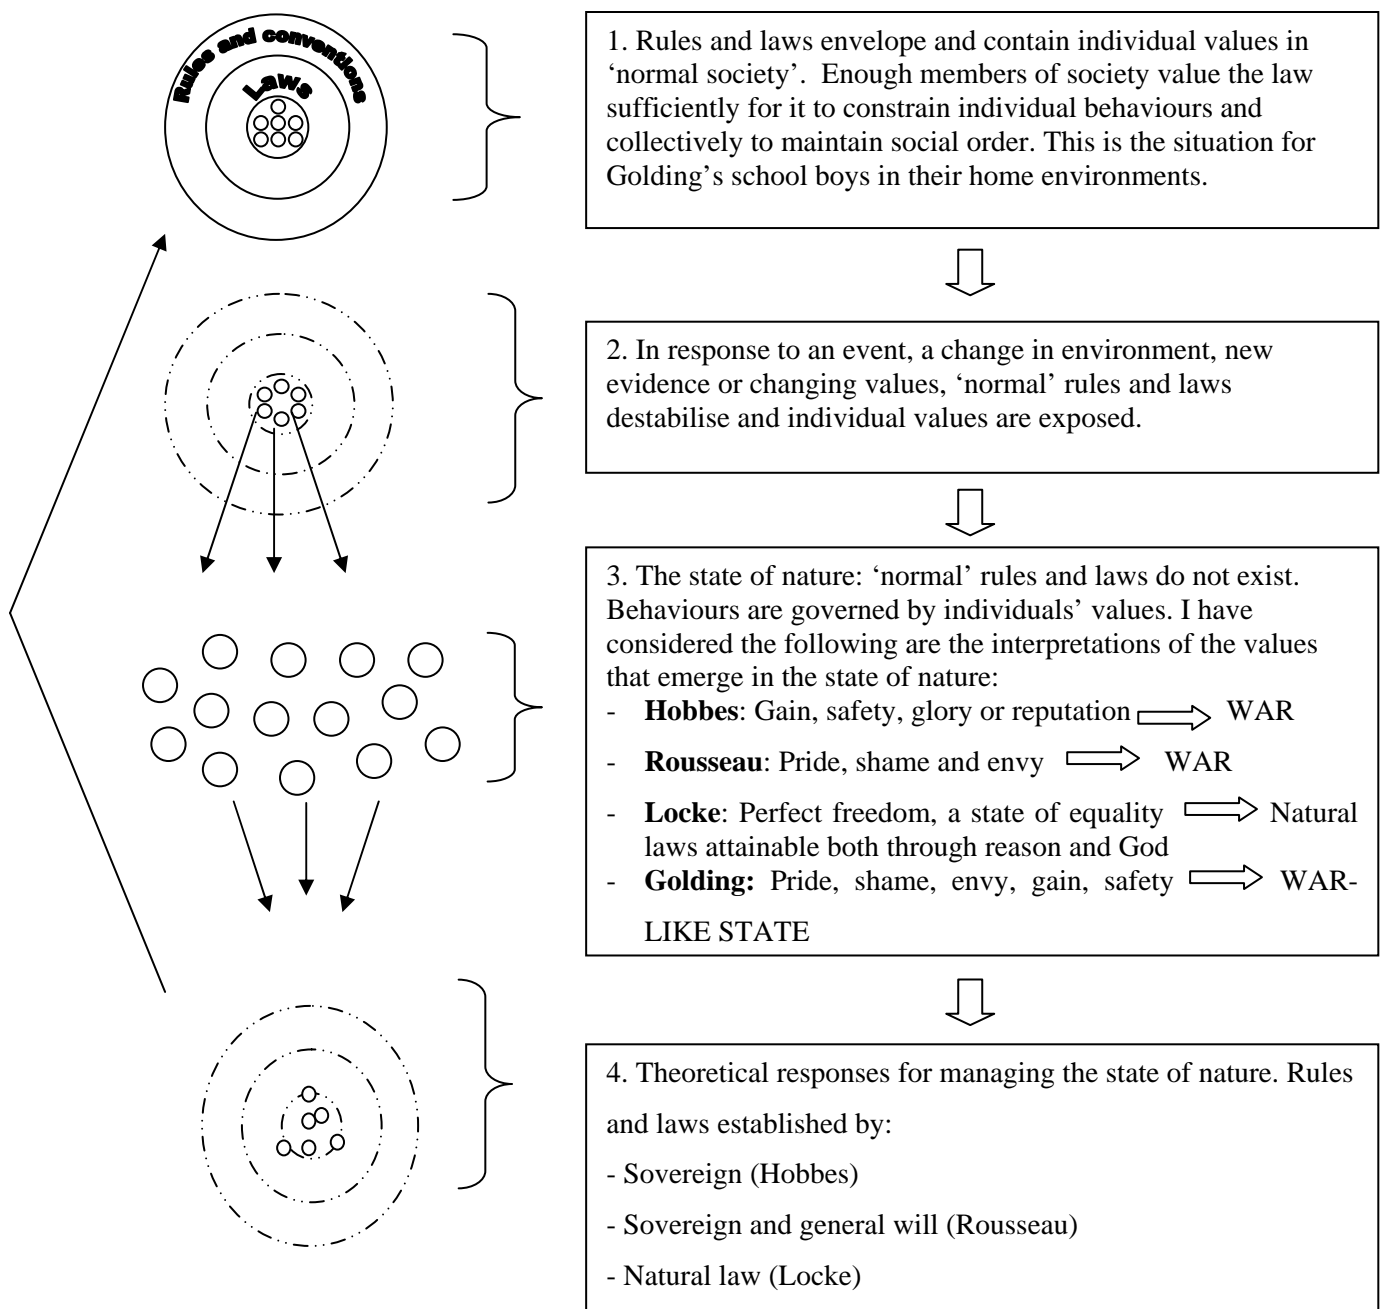 Rules and conventions
Laws
1. Rules and laws envelope and contain individual values in
‘normal society’.  Enough members of society value the law
sufficiently for it to constrain individual behaviours and
collectively to maintain social order. This is the situation for
Golding’s school boys in their home environments.
2. In response to an event, a change in environment, new
evidence or changing values, ‘normal’ rules and laws
destabilise and individual values are exposed.
3. The state of nature: ‘normal’ rules and laws do not exist.
Behaviours are governed by individuals’ values. I have
considered the following are the interpretations of the values
that emerge in the state of nature:
- Hobbes: Gain, safety, glory or reputation WAR
- Rousseau: Pride, shame and envy WAR
- Locke: Perfect freedom, a state of equality Natural
laws attainable both through reason and God
- Golding: Pride, shame, envy, gain, safety WAR-
LIKE STATE
4. Theoretical responses for managing the state of nature. Rules
and laws established by:
- Sovereign (Hobbes)
- Sovereign and general will (Rousseau)
- Natural law (Locke)